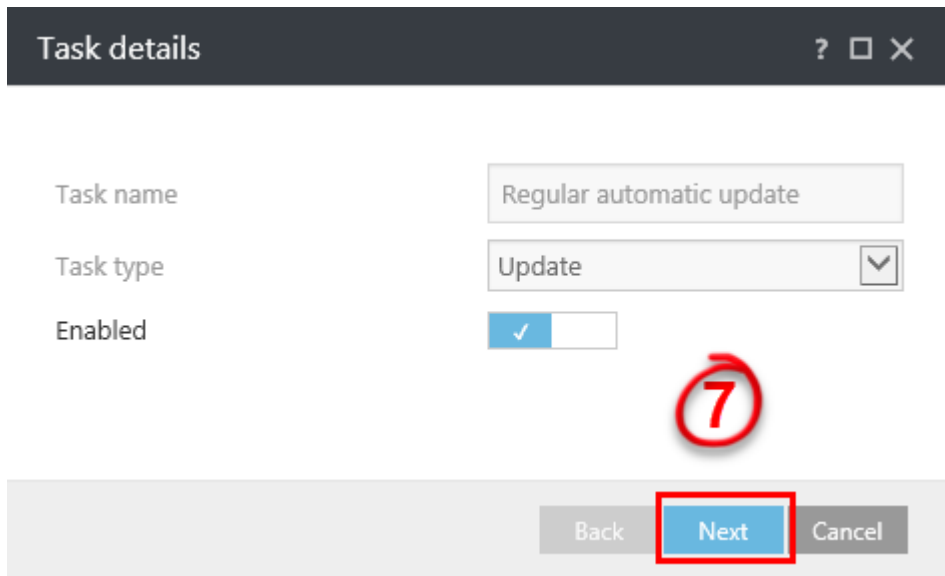 Task details ?
Task name Regular automatic update
Task type Update
Enabled
7
Back Next Cancel